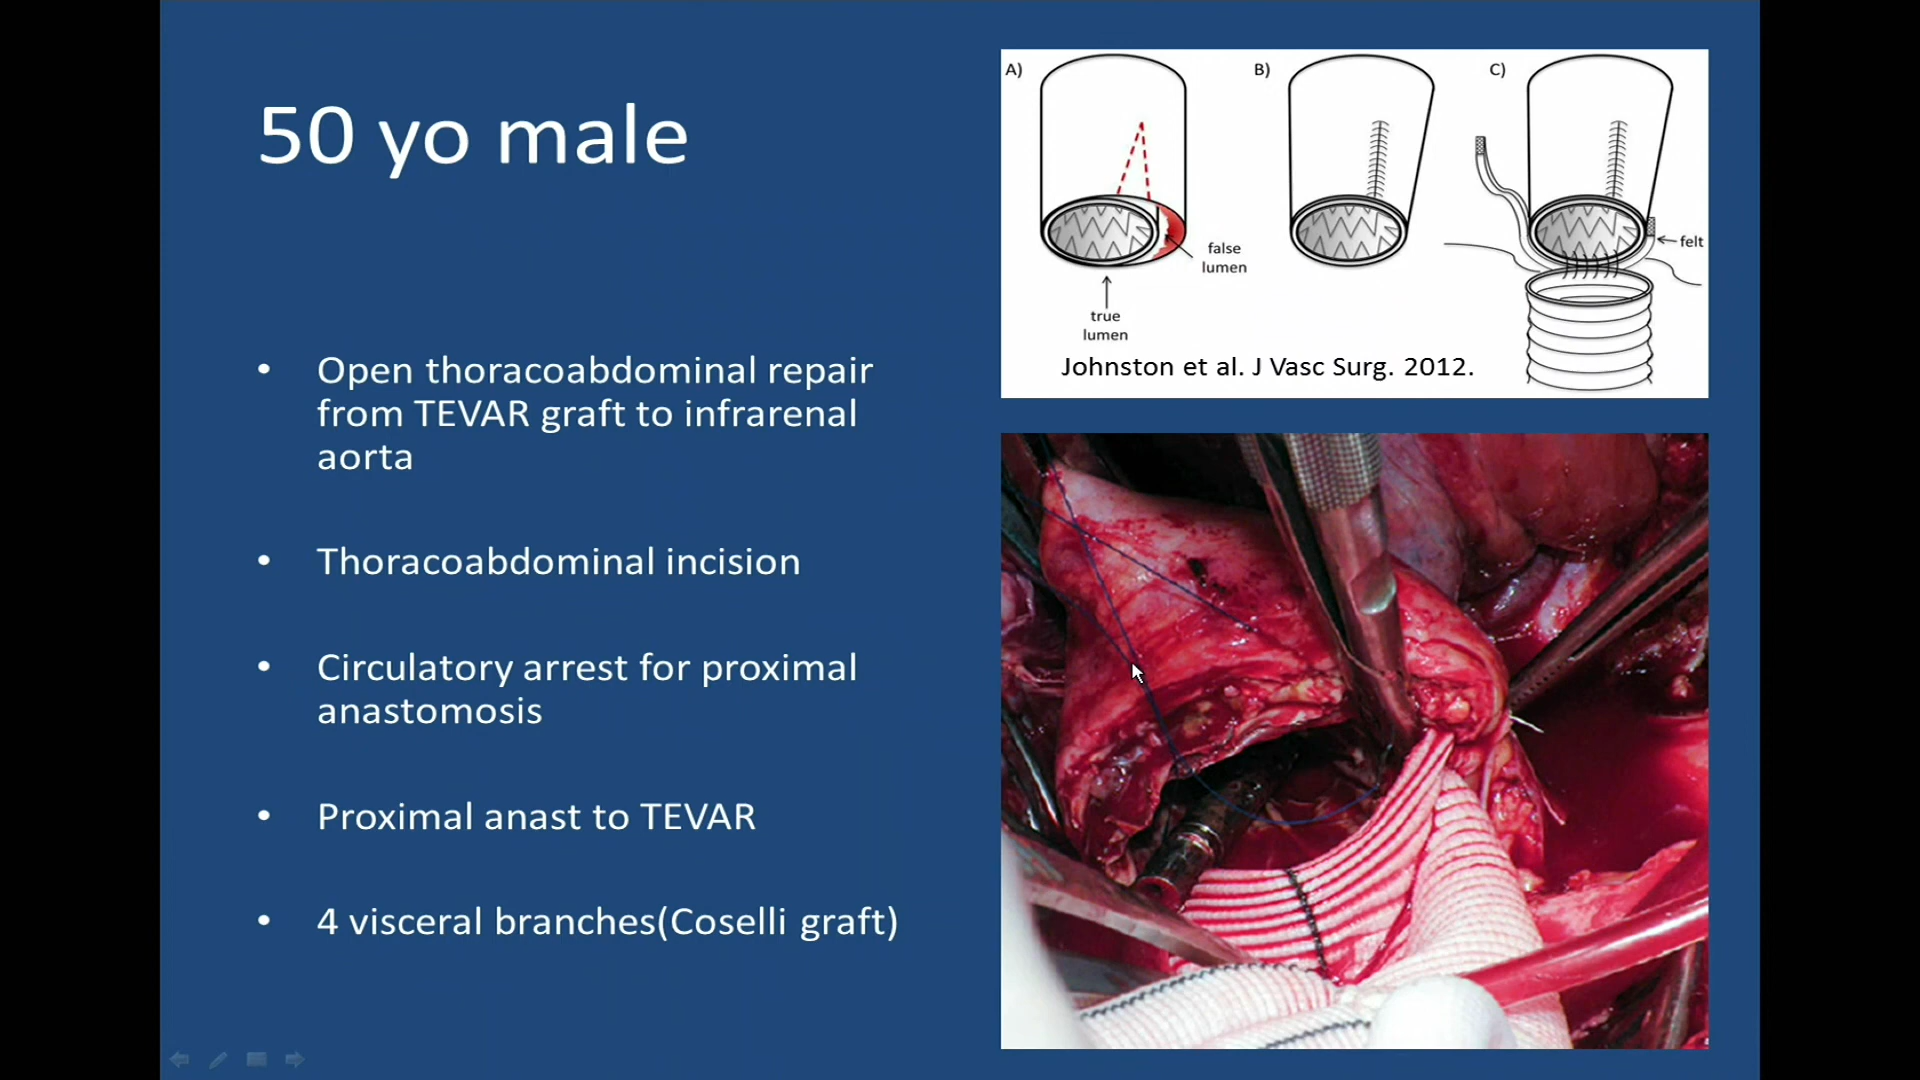 50 yo male
• Open thoracoabdominal repair
from TEVAR graft to infrarenal
aorta
• Thoracoabdominal incision
• Circulatory arrest for proximal
anastomosis
• Proximal anast to TEVAR
• 4 visceral branches(Coselli graft)
A)
B)
C)
false
lumen
true
lumen
felt
Johnston et al. J Vasc Surg. 2012.